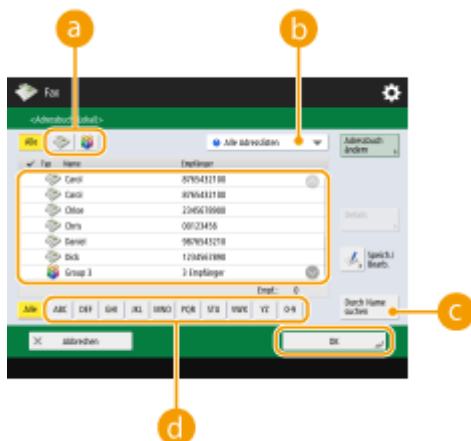 a
b
Fax
<Adressbuch (Lokal)>
Alle
Alle Adresslisten
Adressbuch
ändern
✓ Fax Name Empfänger
Carol 8765432100
Carol 8765432100
Chloe 2345678900
Chris 00123456
Daniel 9876543210
Dick 1234567890
Group 3 3 Empfänger
Details
Speich./
Bearb.
Empf.: 0
Alle ABC DEF GHI JKL MNO PQR STU VWX YZ 0-9
Durch Name
suchen
c
× Abbrechen OK
d